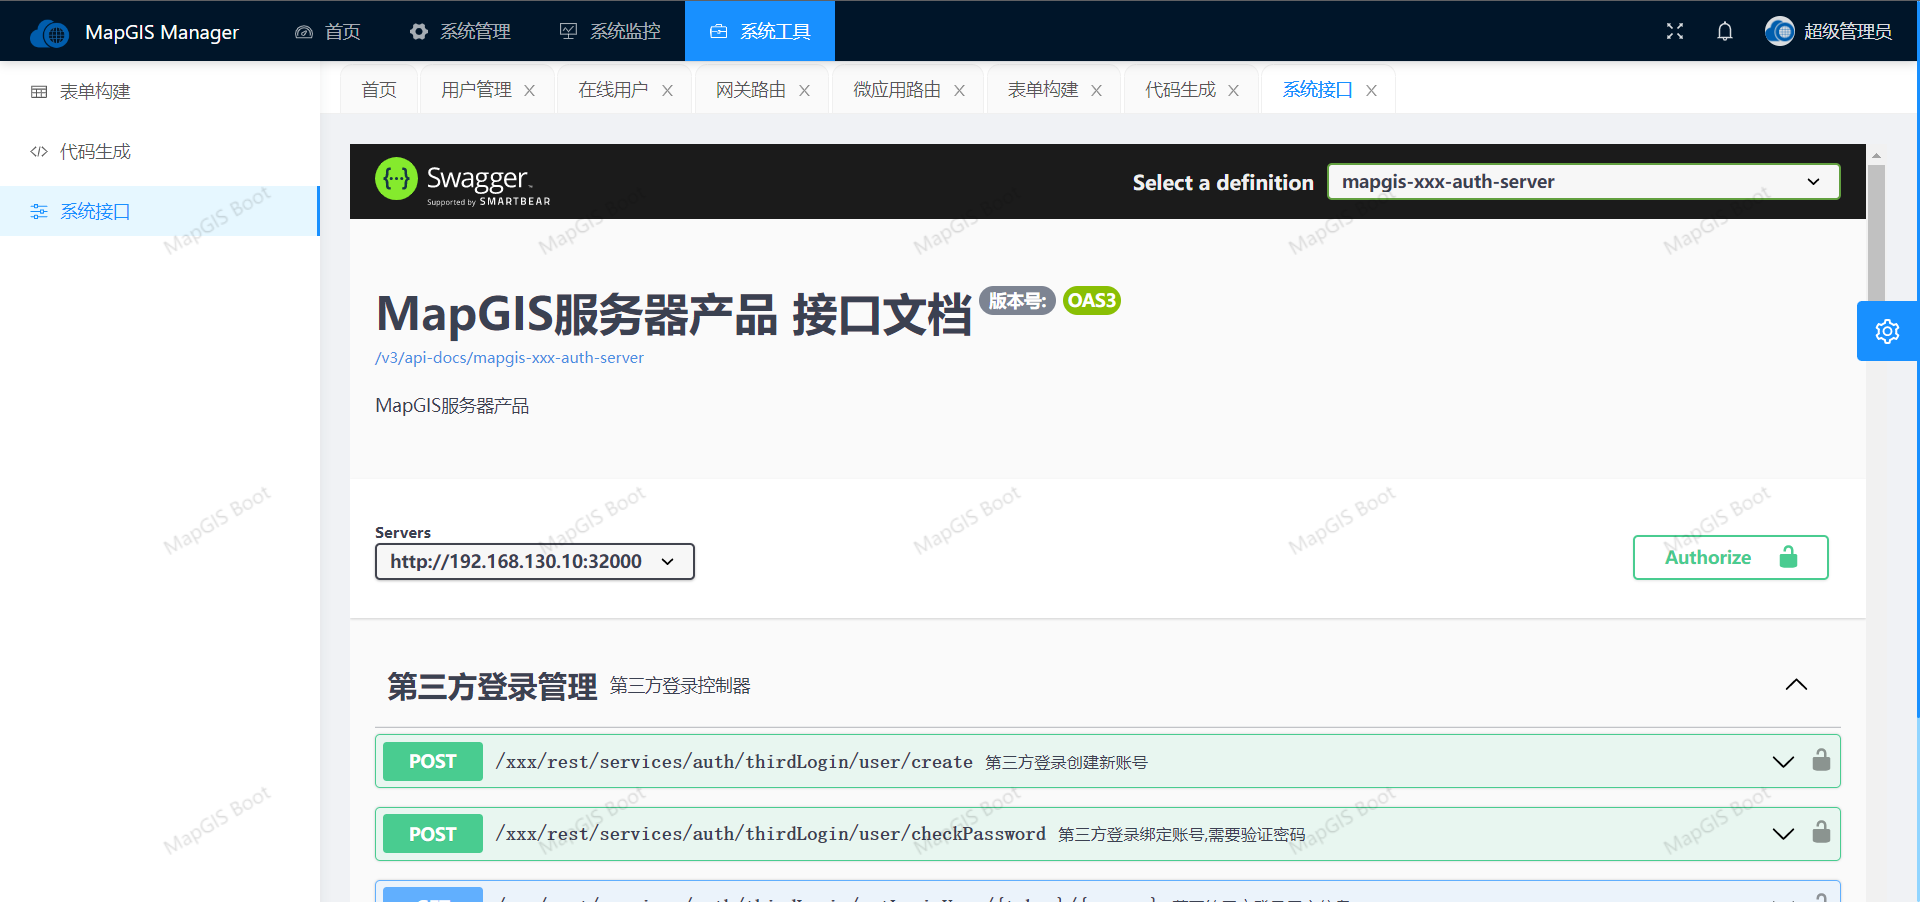 MapGIS Manager 首页 系统管理 系统监控 系统工具 超级管理员
表单构建
代码生成
系统接口
首页 用户管理 在线用户 网关路由 微应用路由 表单构建 代码生成 系统接口
Swagger
Supported by SMARTBEAR
Select a definition mapgis-xxx-auth-server
MapGIS服务器产品 接口文档 版本号: OAS3
/v3/api-docs/mapgis-xxx-auth-server
MapGIS服务器产品
Servers
http://192.168.130.10:32000
Authorize
第三方登录管理 第三方登录控制器
POST /xxx/rest/services/auth/thirdLogin/user/create 第三方登录创建新账号
POST /xxx/rest/services/auth/thirdLogin/user/checkPassword 第三方登录绑定账号,需要验证密码
GET
MapGIS Boot MapGIS Boot MapGIS Boot MapGIS Boot MapGIS Boot
MapGIS Boot MapGIS Boot MapGIS Boot MapGIS Boot MapGIS Boot
MapGIS Boot MapGIS Boot MapGIS Boot MapGIS Boot MapGIS Boot